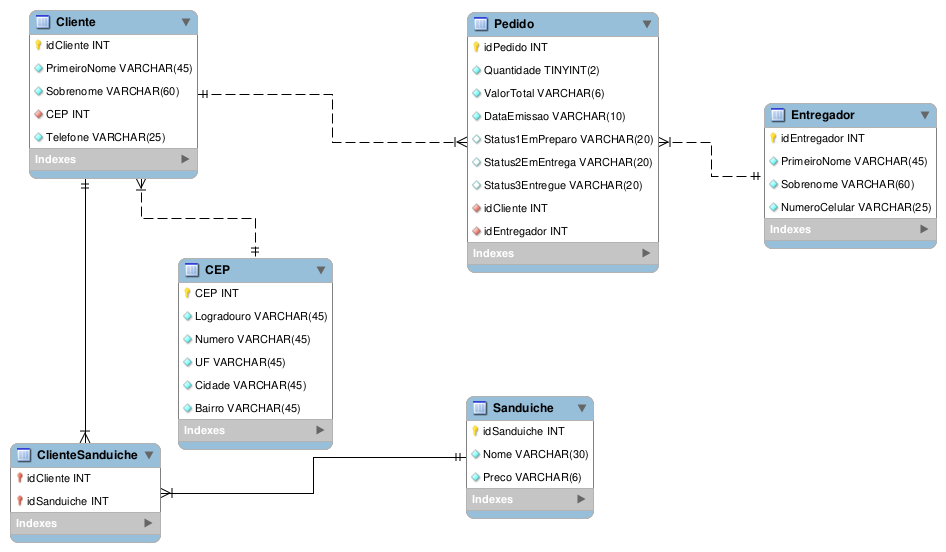 Cliente
idCliente INT
PrimeiroNome VARCHAR(45)
Sobrenome VARCHAR(60)
CEP INT
Telefone VARCHAR(25)
Indexes
Pedido
idPedido INT
Quantidade TINYINT(2)
ValorTotal VARCHAR(6)
DataEmissao VARCHAR(10)
Status1EmPreparo VARCHAR(20)
Status2EmEntrega VARCHAR(20)
Status3Entregue VARCHAR(20)
idCliente INT
idEntregador INT
Indexes
Entregador
idEntregador INT
PrimeiroNome VARCHAR(45)
Sobrenome VARCHAR(60)
NumeroCelular VARCHAR(25)
Indexes
CEP
CEP INT
Logradouro VARCHAR(45)
Numero VARCHAR(45)
UF VARCHAR(45)
Cidade VARCHAR(45)
Bairro VARCHAR(45)
Indexes
Sanduiche
idSanduiche INT
Nome VARCHAR(30)
Preco VARCHAR(6)
Indexes
ClienteSanduiche
idCliente INT
idSanduiche INT
Indexes